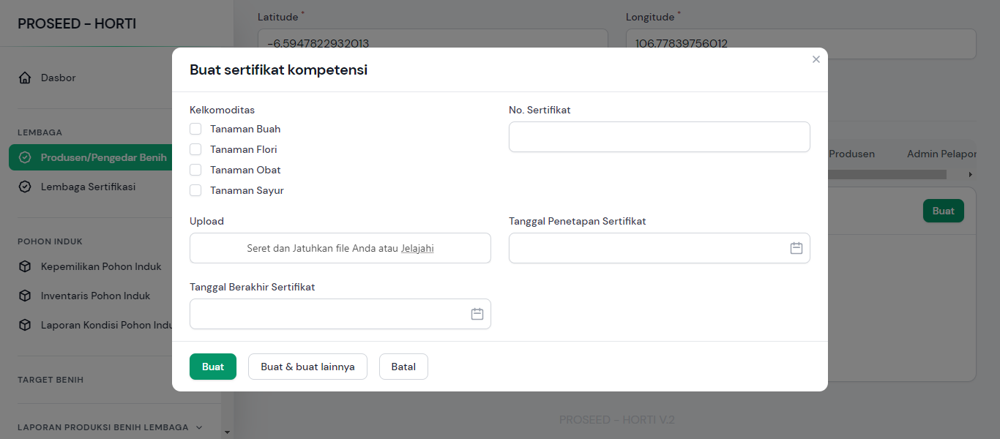 PROSEED - HORTI
Dasbor
LEMBAGA
Produsen/Pengedar Benih
Lembaga Sertifikasi
POHON INDUK
Kepemilikan Pohon Induk
Inventaris Pohon Induk
Laporan Kondisi Pohon Indu
TARGET BENIH
LAPORAN PRODUKSI BENIH LEMBAGA
Latitude *
Longitude *
-6.5947822932013
106.77839756012
Buat sertifikat kompetensi
Kelkomoditas
Tanaman Buah
Tanaman Flori
Tanaman Obat
Tanaman Sayur
No. Sertifikat
Upload
Seret dan Jatuhkan file Anda atau Jelajahi
Tanggal Penetapan Sertifikat
Tanggal Berakhir Sertifikat
Buat
Buat & buat lainnya
Batal
Produsen
Admin Pelapor
Buat
PROSEED - HORTI V.2